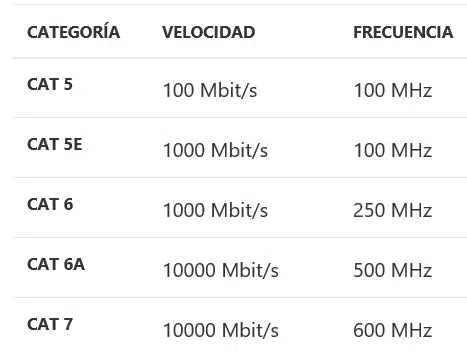 CATEGORÍA VELOCIDAD FRECUENCIA
CAT 5 100 Mbit/s 100 MHz
CAT 5E 1000 Mbit/s 100 MHz
CAT 6 1000 Mbit/s 250 MHz
CAT 6A 10000 Mbit/s 500 MHz
CAT 7 10000 Mbit/s 600 MHz